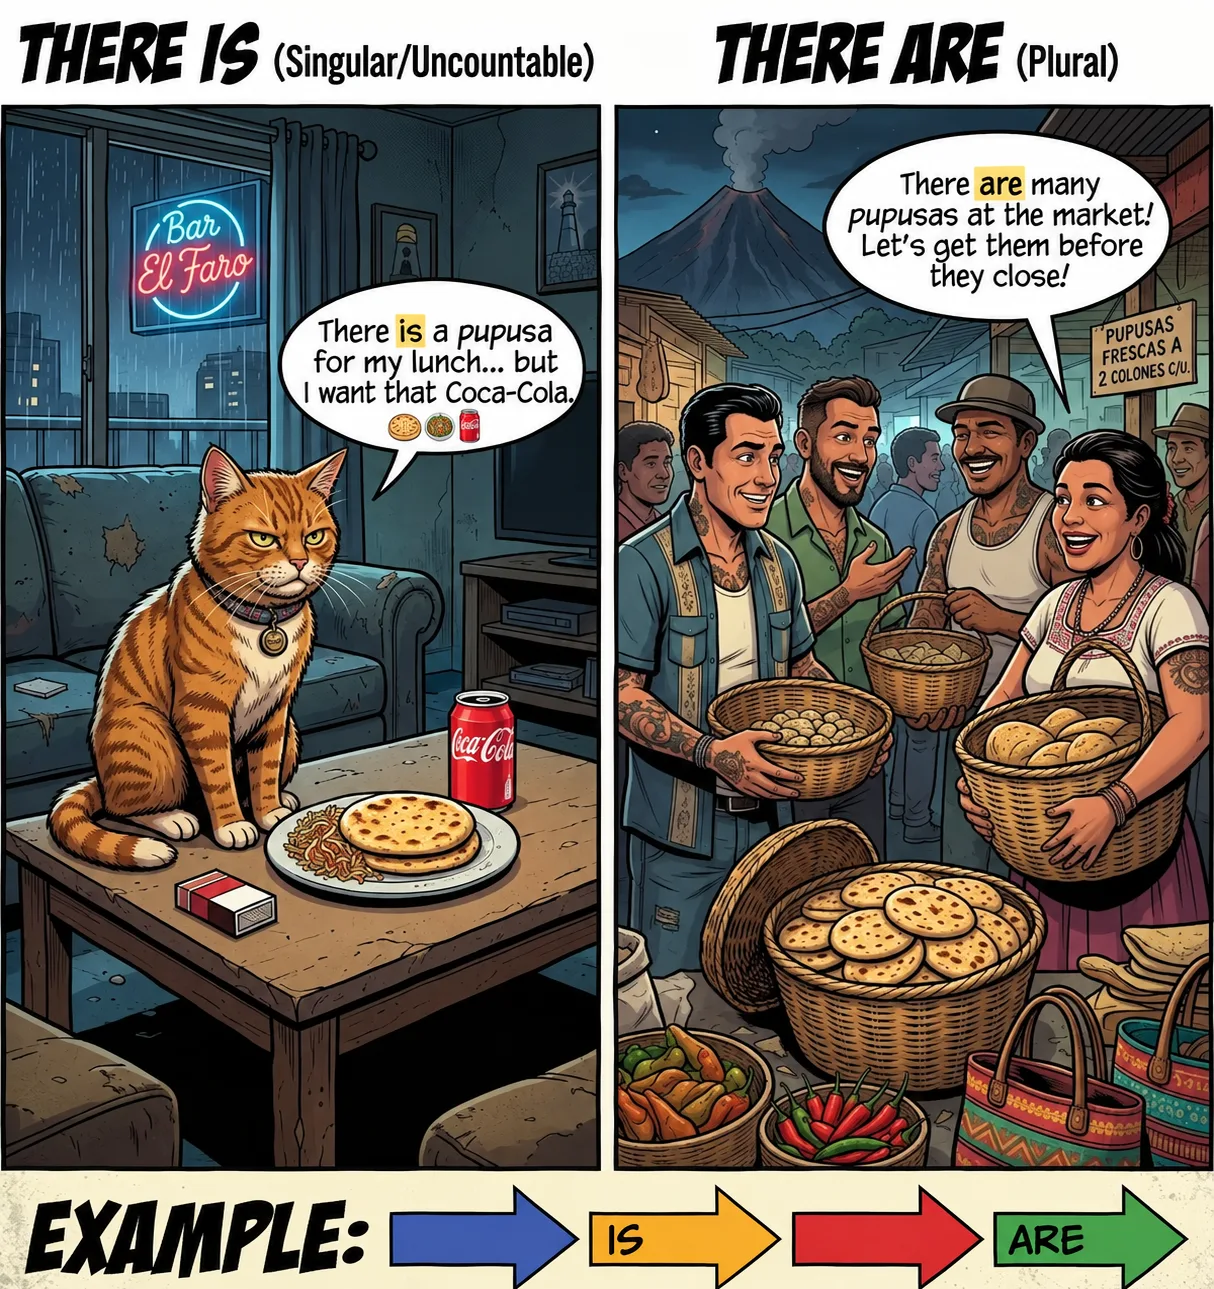 THERE IS (Singular/Uncountable)
THERE ARE (Plural)
Bar
El Faro
There is a pupusa
for my lunch... but
I want that Coca-Cola.
Coca-Cola
There are many
pupusas at the market!
Let's get them before
they close!
PUPUSAS
FRESCAS A
2 COLONES C/U.
EXAMPLE:
IS
ARE